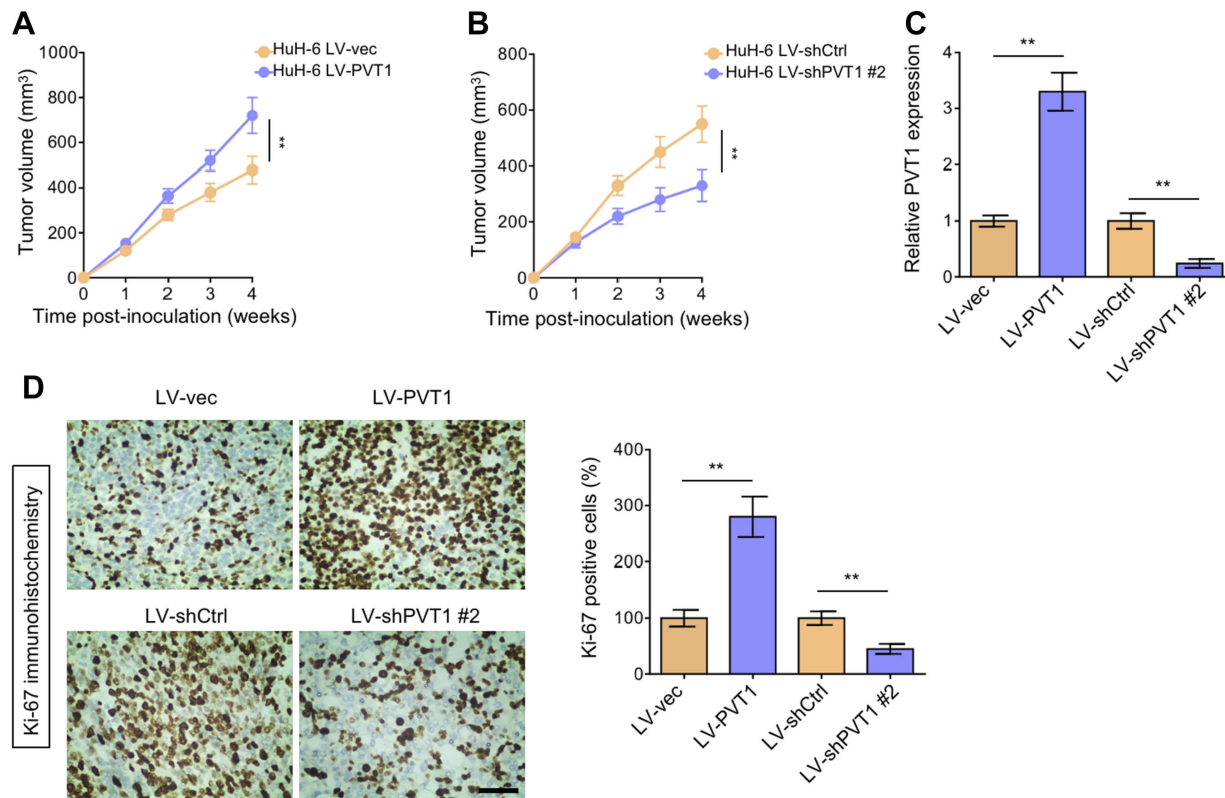 A
Tumor volume (mm³)
1000
800
600
400
200
0
0 1 2 3 4
Time post-inoculation (weeks)
HuH-6 LV-vec
HuH-6 LV-PVT1
**
B
Tumor volume (mm³)
800
600
400
200
0
0 1 2 3 4
Time post-inoculation (weeks)
HuH-6 LV-shCtrl
HuH-6 LV-shPVT1 #2
**
C
Relative PVT1 expression
4
3
2
1
0
**
**
LV-vec
LV-PVT1
LV-shCtrl
LV-shPVT1 #2
D
Ki-67 immunohistochemistry
LV-vec
LV-PVT1
LV-shCtrl
LV-shPVT1 #2
Ki-67 positive cells (%)
400
300
200
100
0
**
**
LV-vec
LV-PVT1
LV-shCtrl
LV-shPVT1 #2